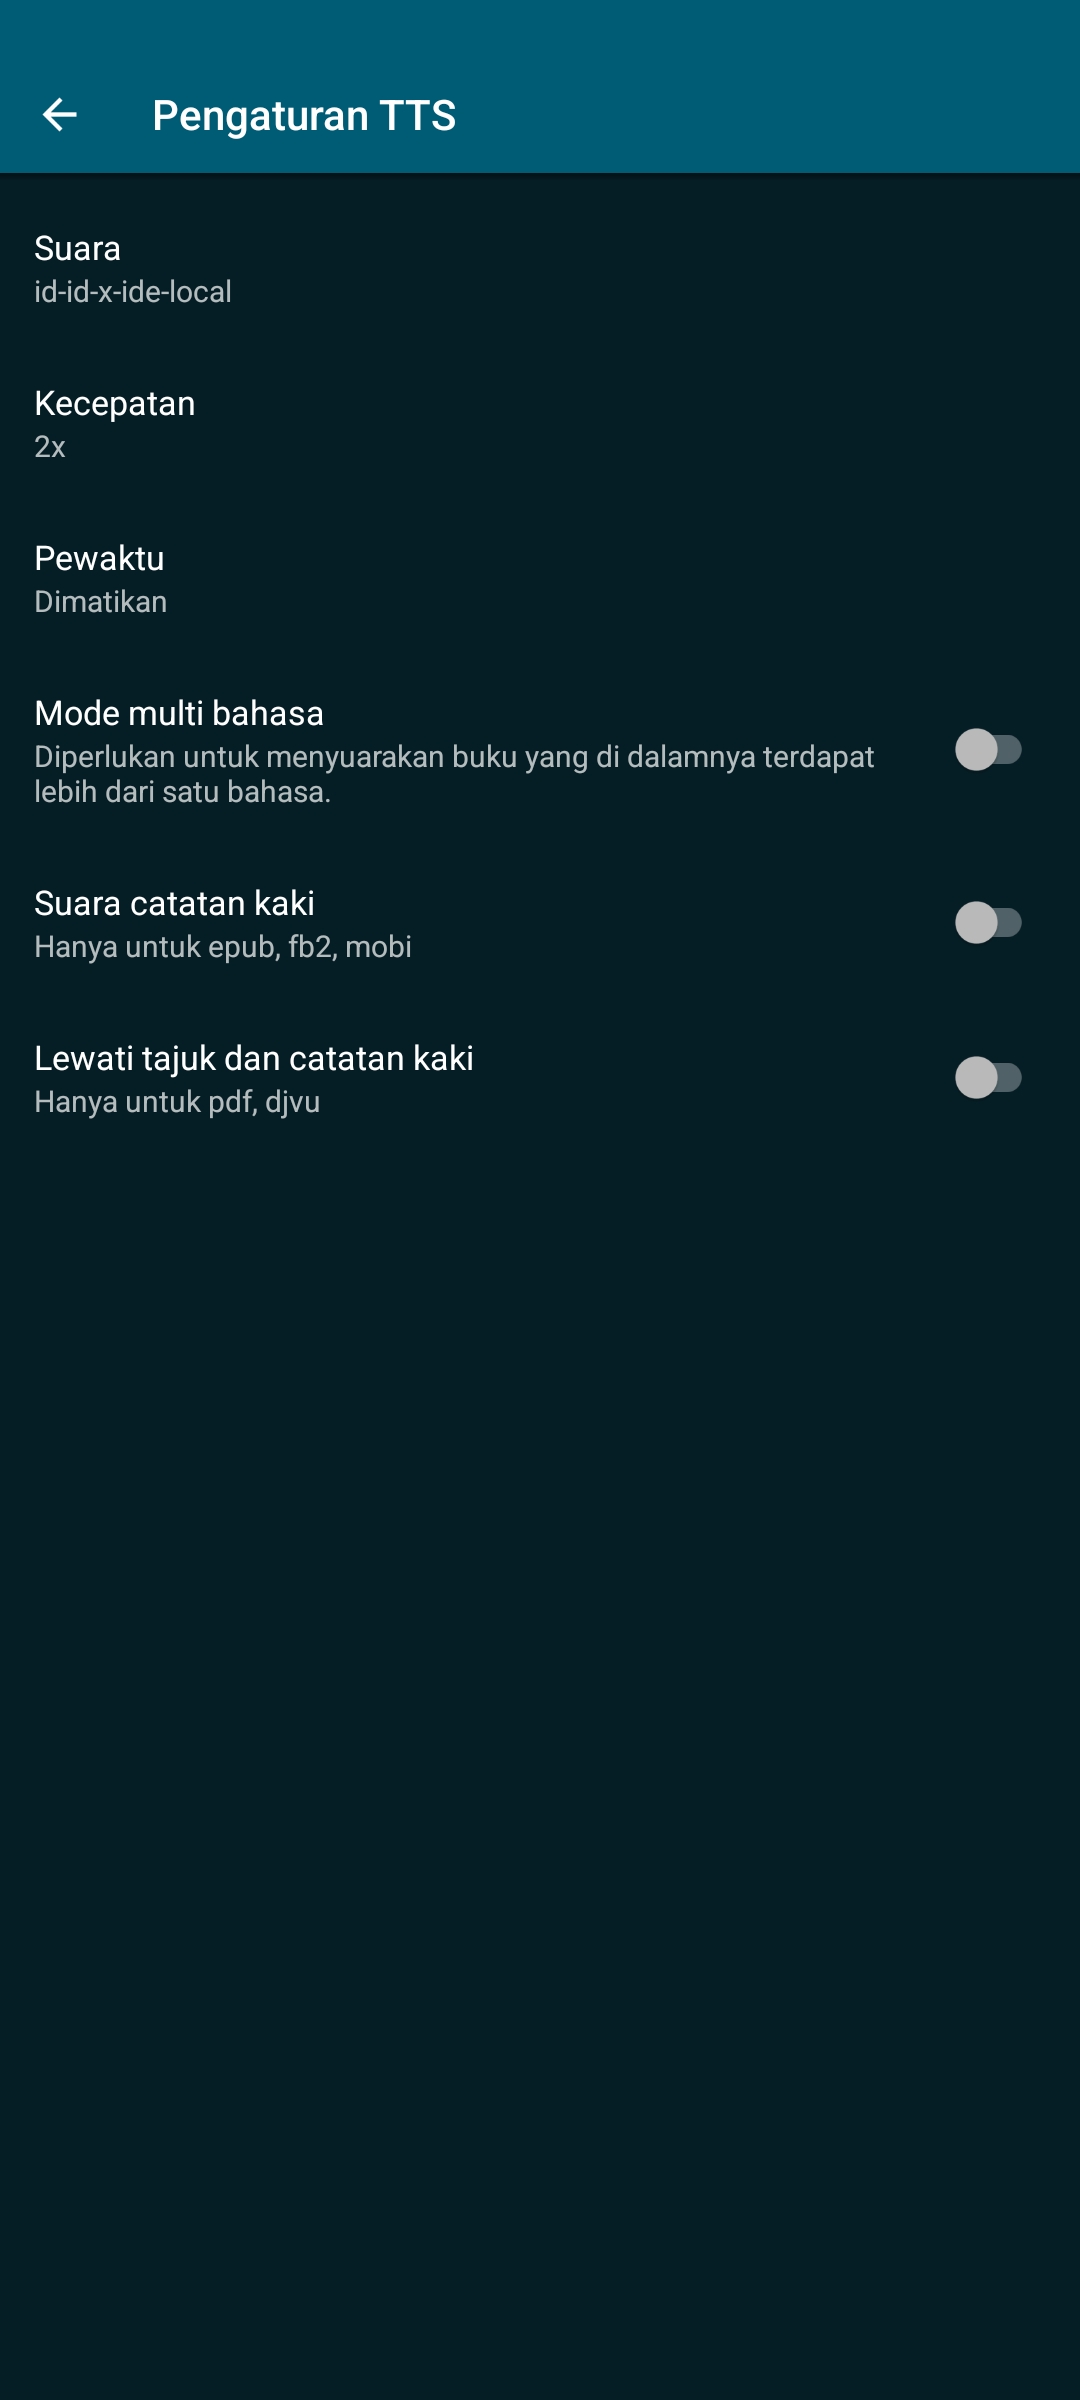 Pengaturan TTS
Suara
id-id-x-ide-local
Kecepatan
2x
Pewaktu
Dimatikan
Mode multi bahasa
Diperlukan untuk menyuarakan buku yang di dalamnya terdapat
lebih dari satu bahasa.
Suara catatan kaki
Hanya untuk epub, fb2, mobi
Lewati tajuk dan catatan kaki
Hanya untuk pdf, djvu